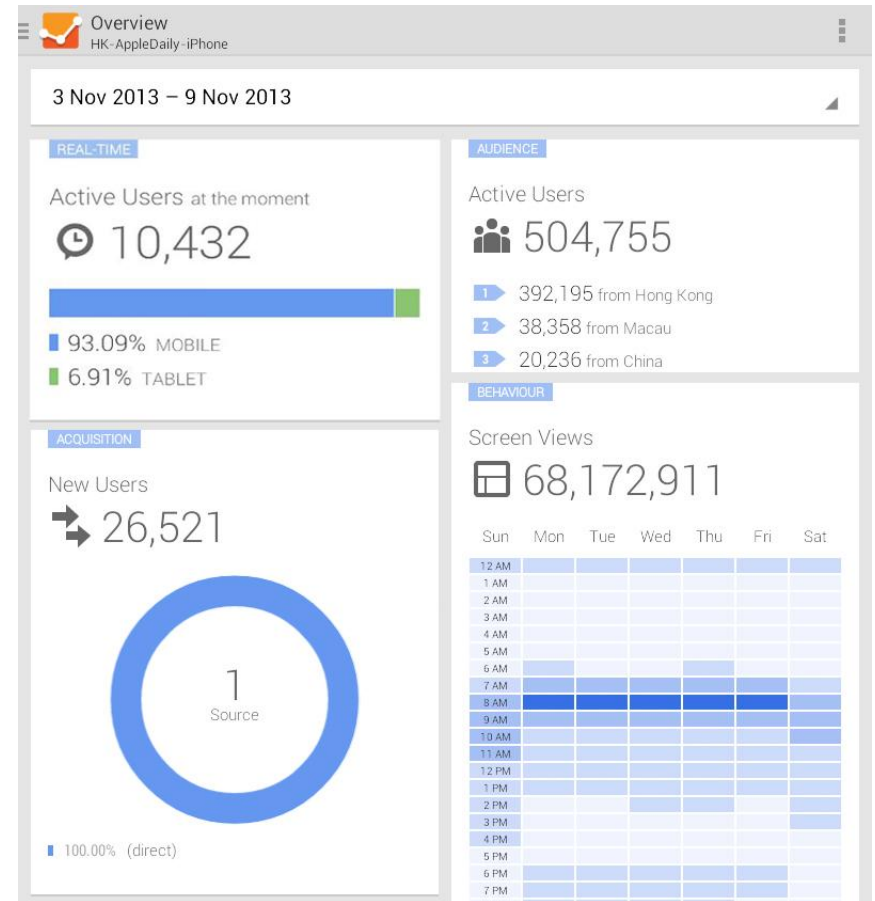 Overview
HK-AppleDaily-iPhone
3 Nov 2013 – 9 Nov 2013
REAL-TIME
Active Users at the moment
10,432
93.09% MOBILE
6.91% TABLET
ACQUISITION
New Users
26,521
1
Source
100.00% (direct)
AUDIENCE
Active Users
504,755
1 392,195 from Hong Kong
2 38,358 from Macau
3 20,236 from China
BEHAVIOUR
Screen Views
68,172,911
Sun Mon Tue Wed Thu Fri Sat
12 AM
1 AM
2 AM
3 AM
4 AM
5 AM
6 AM
7 AM
8 AM
9 AM
10 AM
11 AM
12 PM
1 PM
2 PM
3 PM
4 PM
5 PM
6 PM
7 PM